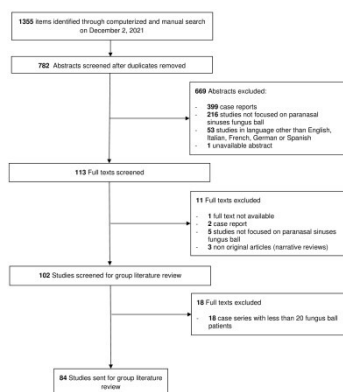 1355 items identified through computerized and manual search
on December 2, 2021
782 Abstracts screened after duplicates removed
669 Abstracts excluded:
- 399 case reports
- 216 studies not focused on paranasal
sinuses fungus ball
- 53 studies in language other than English,
Italian, French, German or Spanish
- 1 unavailable abstract
113 Full texts screened
11 Full texts excluded
- 1 full text not available
- 2 case report
- 5 studies not focused on paranasal sinuses
fungus ball
- 3 non original articles (narrative reviews)
102 Studies screened for group literature
review
18 Full texts excluded
- 18 case series with less than 20 fungus ball
patients
84 Studies sent for group literature
review